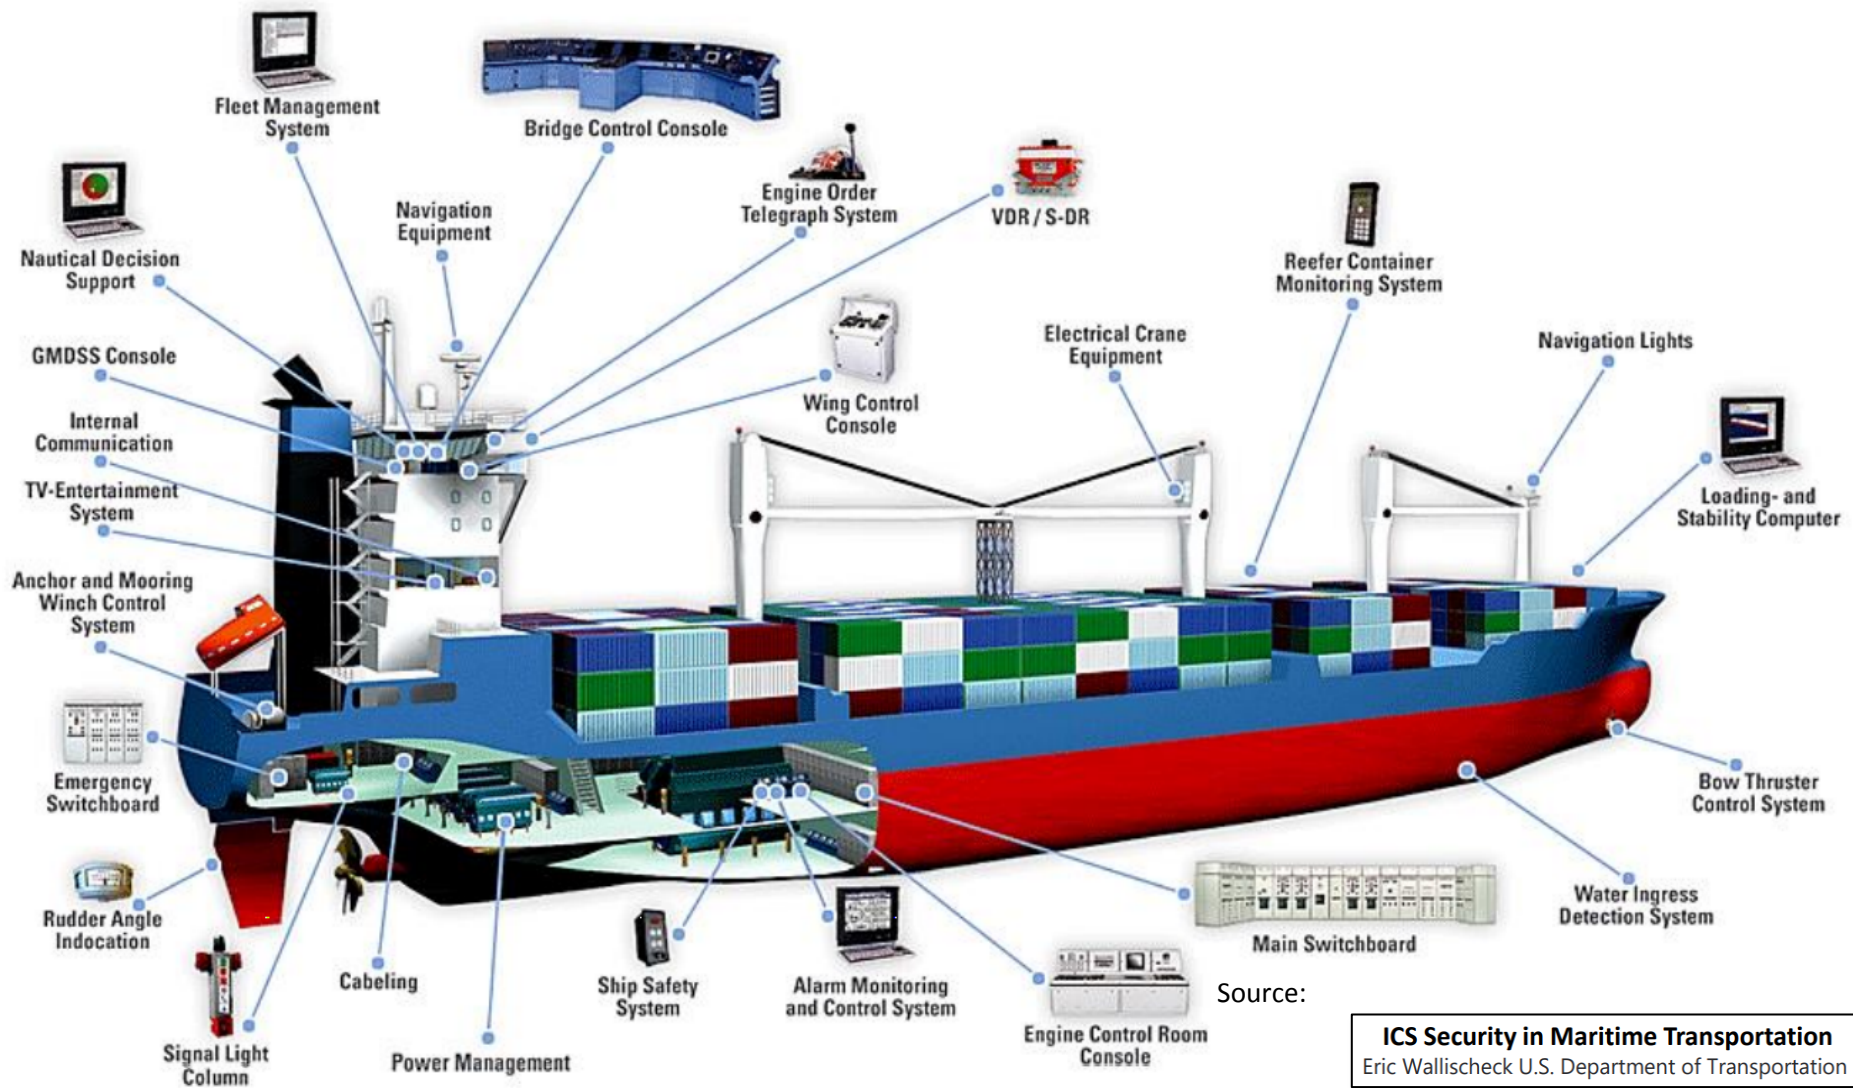 Fleet Management
System
Bridge Control Console
Engine Order
Telegraph System
VDR / S-DR
Navigation
Equipment
Nautical Decision
Support
Reefer Container
Monitoring System
GMDSS Console
Electrical Crane
Equipment
Navigation Lights
Wing Control
Console
Internal
Communication
TV-Entertainment
System
Loading- and
Stability Computer
Anchor and Mooring
Winch Control
System
Emergency
Switchboard
Bow Thruster
Control System
Rudder Angle
Indocation
Water Ingress
Detection System
Main Switchboard
Cabeling
Ship Safety
System
Alarm Monitoring
and Control System
Engine Control Room
Console
Signal Light
Column
Power Management
Source:
ICS Security in Maritime Transportation
Eric Wallischeck U.S. Department of Transportation